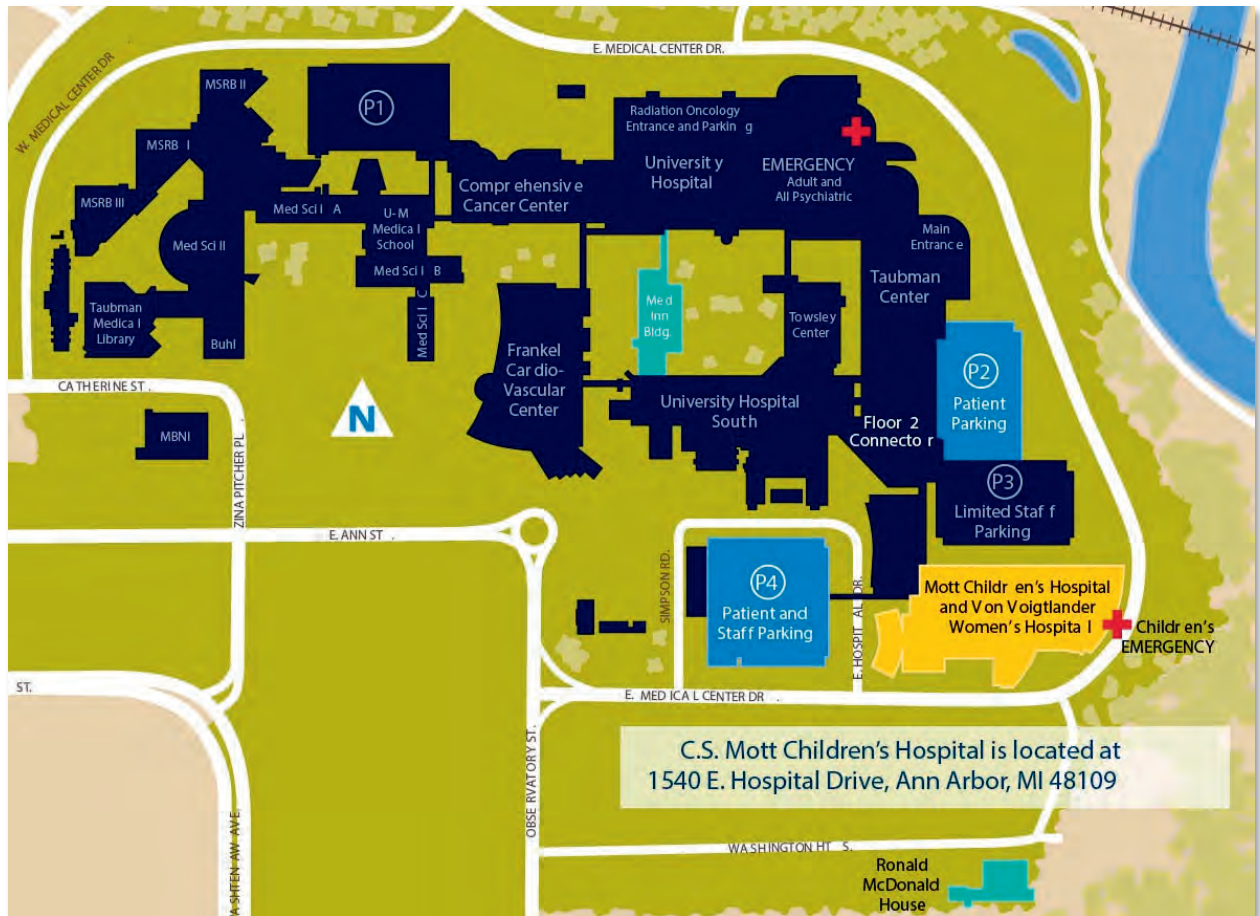 E. MEDICAL CENTER DR.
W. MEDICAL CENTER DR
MSRB II
P1
Radiation Oncology
Entrance and Parkin g
MSRB I
Universit y
Hospital
EMERGENCY
Adult and
All Psychiatric
Compr ehensiv e
Cancer Center
MSRB III
Med Sci I A
U-M
Medica l
School
Main
Entranc e
Med Sci II
Med Sci I B
Taubman
Center
Med Sci I C
Med
Inn
Bldg.
Towsley
Center
Taubman
Medica l
Library
Buhl
Frankel
Car dio-
Vascular
Center
P2
Patient
Parking
CATHERINE ST .
N
University Hospital
South
Floor 2
Connecto r
MBNI
ZINA PITCHER PL .
P3
Limited Staf f
Parking
E. ANN ST .
SIMPSON RD.
P4
Patient and
Staff Parking
E. HOSPIT AL DR.
Mott Childr en's Hospital
and V on Voigtlander
Women's Hospita l
Childr en's
EMERGENCY
ST.
E. MEDICA L CENTER DR .
OBSE RVATORY ST.
C.S. Mott Children's Hospital is located at
1540 E. Hospital Drive, Ann Arbor, MI 48109
A SHTEN AW AVE.
WASHINGTON HT S.
Ronald
McDonald
House